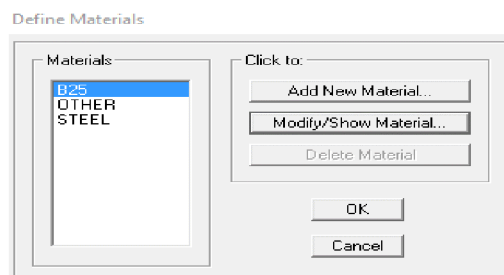 Define Materials
Materials
B25
OTHER
STEEL
Click to:
Add New Material...
Modify/Show Material...
Delete Material
OK
Cancel